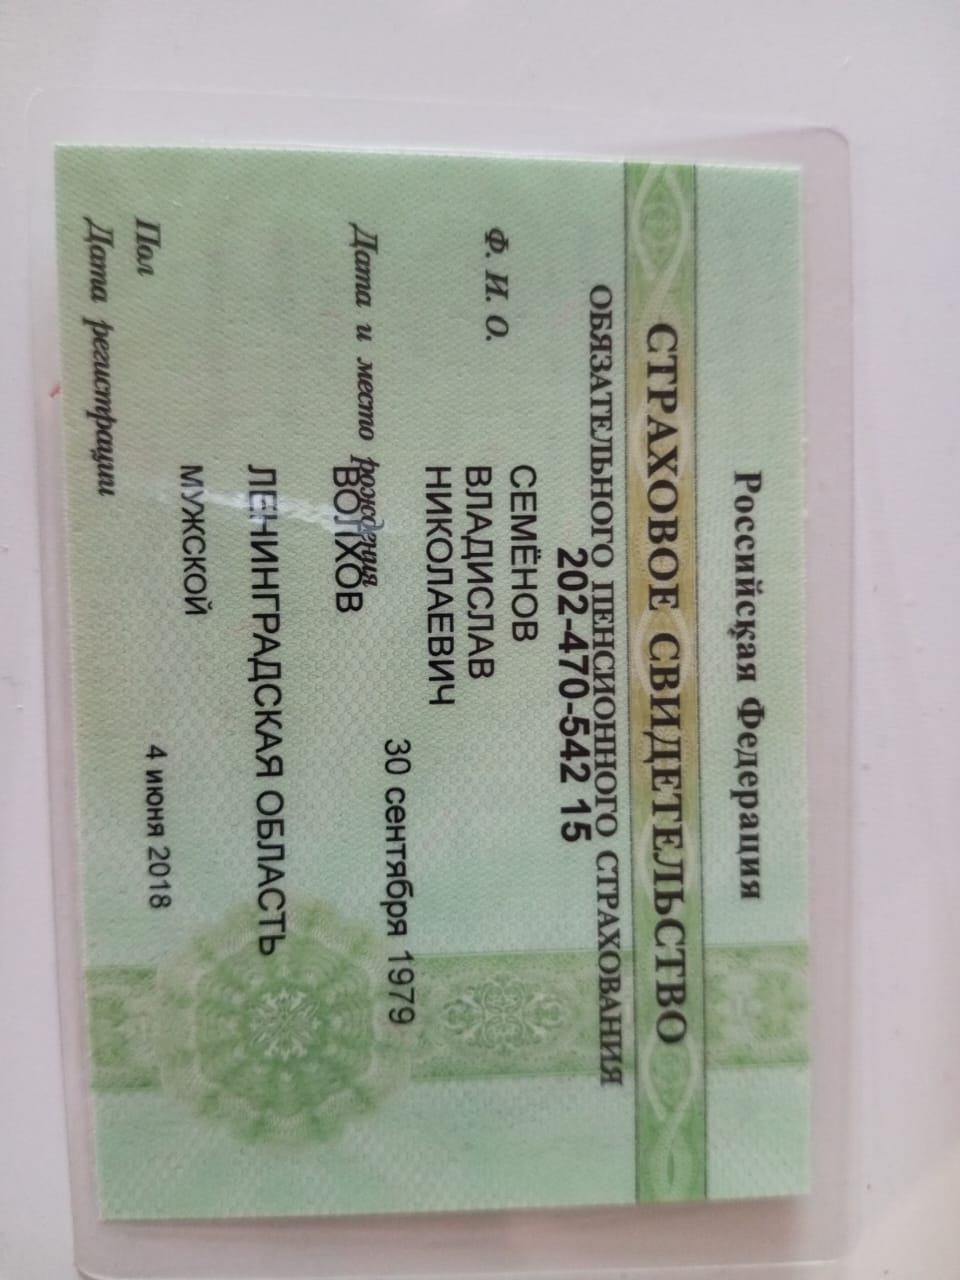 Российская Федерация
СТРАХОВОЕ СВИДЕТЕЛЬСТВО
ОБЯЗАТЕЛЬНОГО ПЕНСИОННОГО СТРАХОВАНИЯ
202-470-542 15
Ф. И. О.
СЕМЁНОВ
ВЛАДИСЛАВ
НИКОЛАЕВИЧ
Дата и место рождения
30 сентября 1979
ВОЛХОВ
ЛЕНИНГРАДСКАЯ ОБЛАСТЬ
Пол
МУЖСКОЙ
Дата регистрации
4 июня 2018